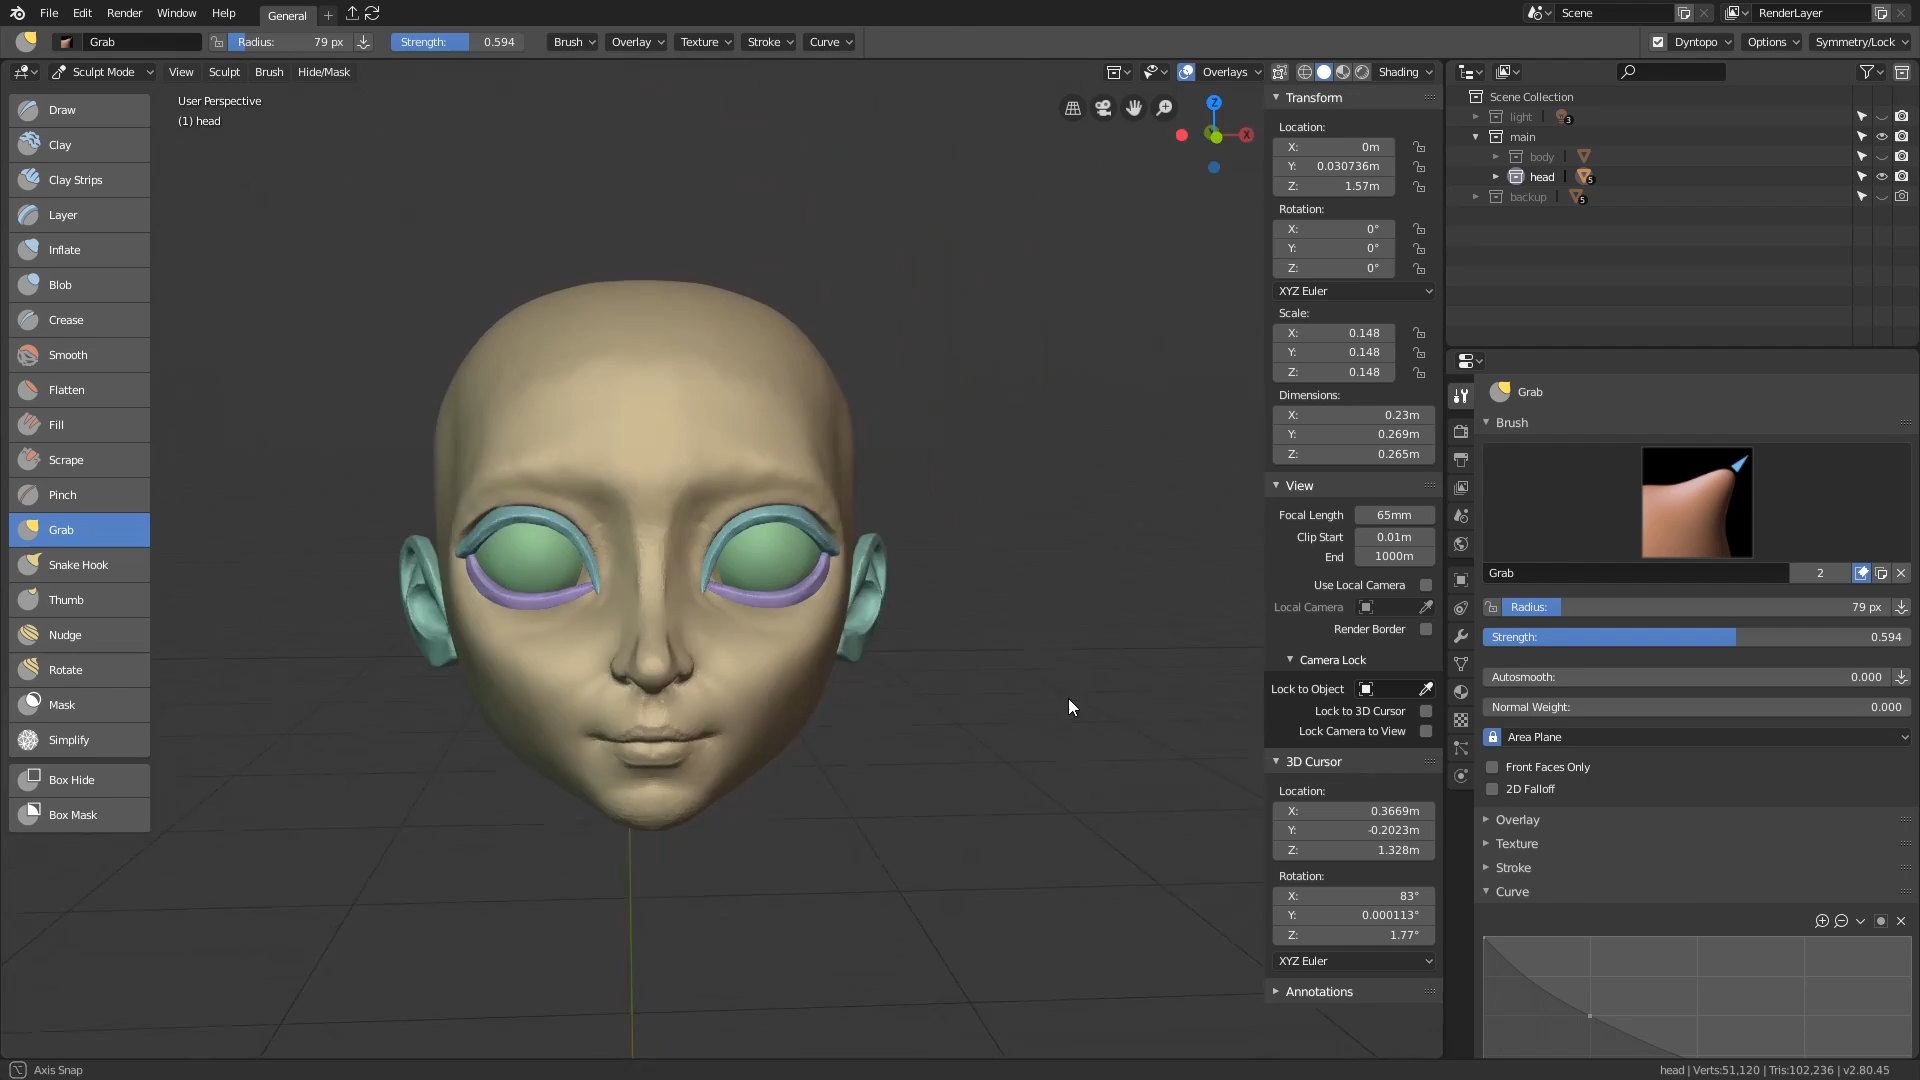 File Edit Render Window Help General + Scene RenderLayer
Grab Radius: 79 px Strength: 0.594 Brush Overlay Texture Stroke Curve Dyntopo Options Symmetry/Lock
Sculpt Mode View Sculpt Brush Hide/Mask Overlays Shading
User Perspective
(1) head
Draw
Clay
Clay Strips
Layer
Inflate
Blob
Crease
Smooth
Flatten
Fill
Scrape
Pinch
Grab
Snake Hook
Thumb
Nudge
Rotate
Mask
Simplify
Box Hide
Box Mask
Z
Y
X
Transform
Location:
X: 0m
Y: 0.030736m
Z: 1.57m
Rotation:
X: 0°
Y: 0°
Z: 0°
XYZ Euler
Scale:
X: 0.148
Y: 0.148
Z: 0.148
Dimensions:
X: 0.23m
Y: 0.269m
Z: 0.265m
View
Focal Length 65mm
Clip Start 0.01m
End 1000m
Use Local Camera
Local Camera
Render Border
Camera Lock
Lock to Object
Lock to 3D Cursor
Lock Camera to View
3D Cursor
Location:
X: 0.3669m
Y: -0.2023m
Z: 1.328m
Rotation:
X: 83°
Y: 0.000113°
Z: 1.77°
XYZ Euler
Annotations
Scene Collection
light 3
main
body
head 5
backup 5
Grab
Brush
Grab 2
Radius: 79 px
Strength: 0.594
Autosmooth: 0.000
Normal Weight: 0.000
Area Plane
Front Faces Only
2D Falloff
Overlay
Texture
Stroke
Curve
Axis Snap
head | Verts:51,120 | Tris:102,236 | v2.80.45